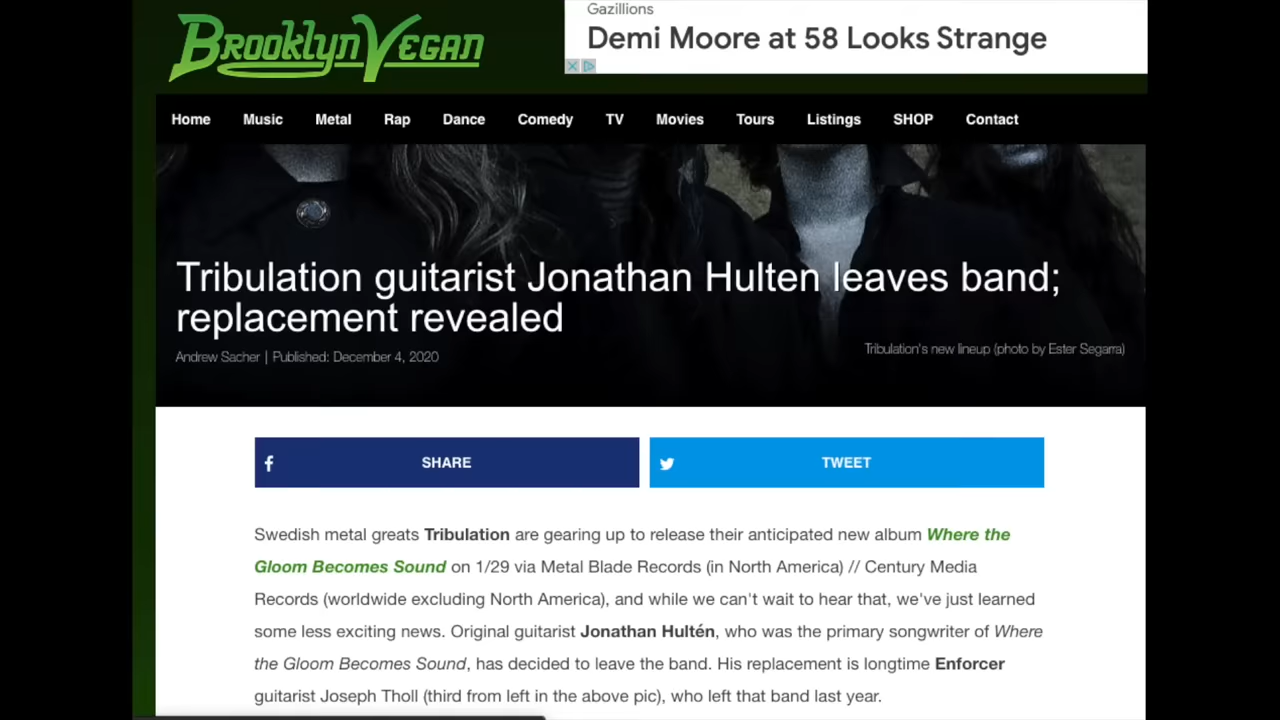 BROOKLYNVEGAN
Gazillions
Demi Moore at 58 Looks Strange
Home Music Metal Rap Dance Comedy TV Movies Tours Listings SHOP Contact
Tribulation guitarist Jonathan Hulten leaves band;
replacement revealed
Andrew Sacher | Published: December 4, 2020
Tribulation's new lineup (photo by Ester Segarra)
SHARE
TWEET
Swedish metal greats Tribulation are gearing up to release their anticipated new album Where the
Gloom Becomes Sound on 1/29 via Metal Blade Records (in North America) // Century Media
Records (worldwide excluding North America), and while we can't wait to hear that, we've just learned
some less exciting news. Original guitarist Jonathan Hultén, who was the primary songwriter of Where
the Gloom Becomes Sound, has decided to leave the band. His replacement is longtime Enforcer
guitarist Joseph Tholl (third from left in the above pic), who left that band last year.